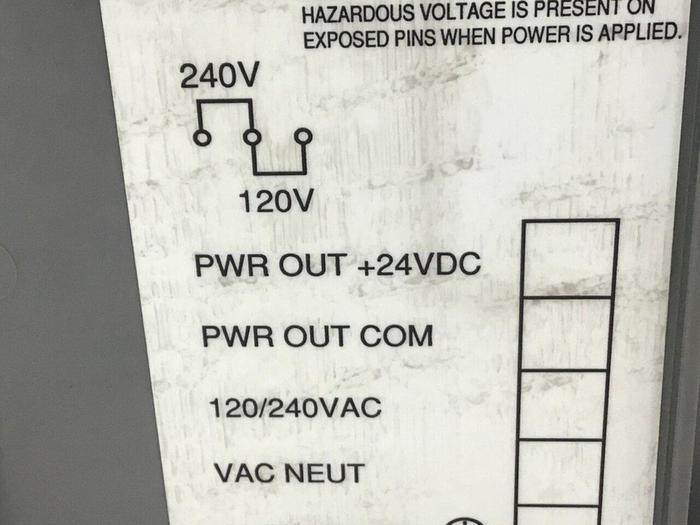 HAZARDOUS VOLTAGE IS PRESENT ON
EXPOSED PINS WHEN POWER IS APPLIED.
240V
120V
PWR OUT +24VDC
PWR OUT COM
120/240VAC
VAC NEUT